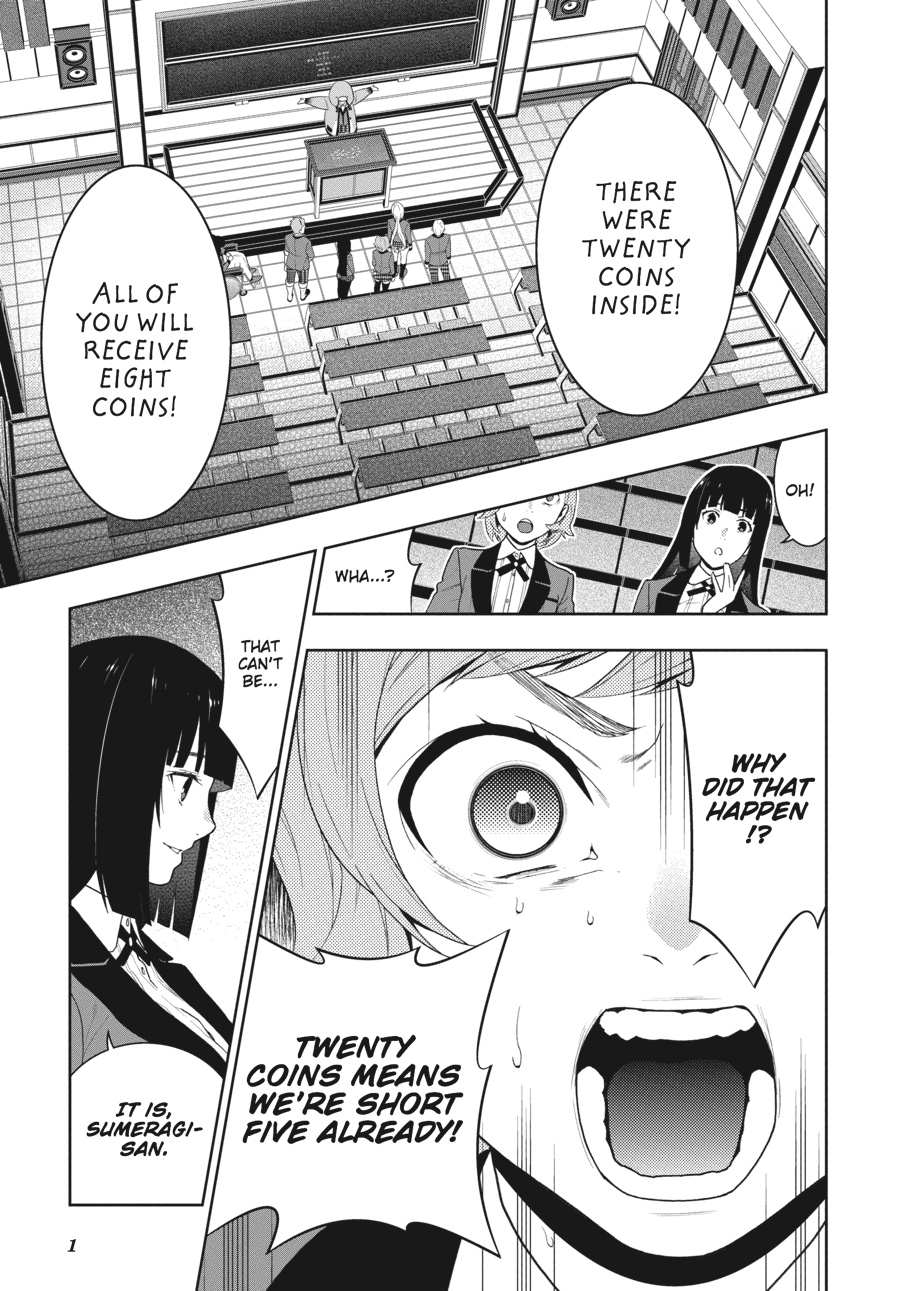 THERE
WERE
TWENTY
COINS
INSIDE!
ALL OF
YOU WILL
RECEIVE
EIGHT
COINS!
OH!
WHA...?
WHY
DID THAT
HAPPEN
!?
TWENTY
COINS MEANS
WE'RE SHORT
FIVE ALREADY!
THAT
CAN'T
BE...
IT IS,
SUMERAGI-
SAN.
1